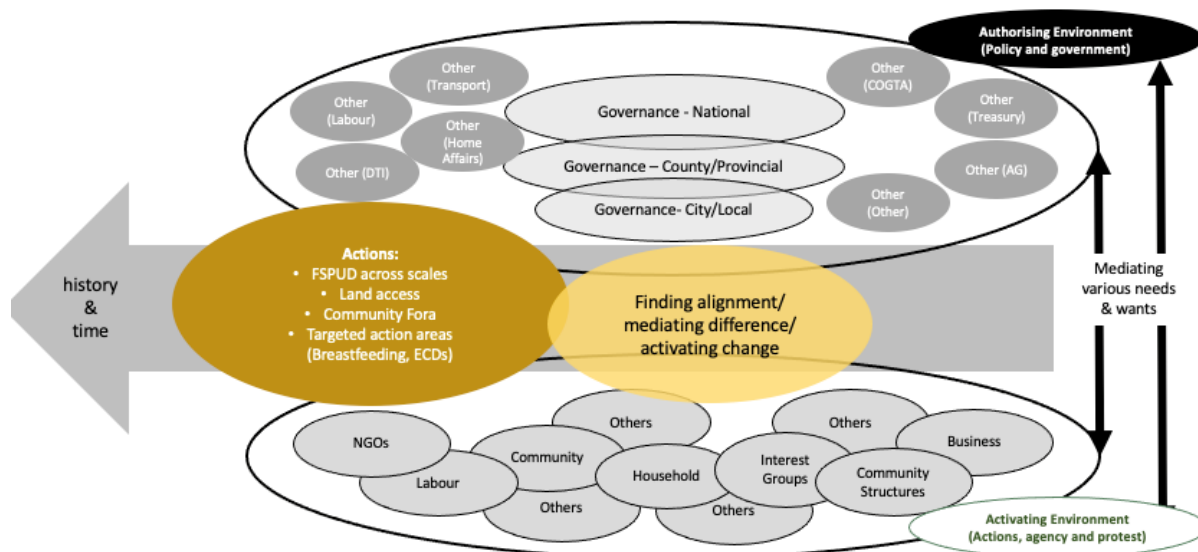 Authorising Environment
(Policy and government)
Other
(Transport)
Other
(COGTA)
Other
(Labour)
Governance - National
Other
(Treasury)
Other
(Home
Affairs)
Other (DTI)
Governance – County/Provincial
Other (AG)
Governance- City/Local
Other
(Other)
history
&
time
Actions:
• FSPUD across scales
• Land access
• Community Fora
• Targeted action areas
(Breastfeeding, ECDs)
Finding alignment/
mediating difference/
activating change
Mediating
various needs
& wants
NGOs
Others
Others
Business
Community
Interest
Groups
Labour
Household
Community
Structures
Others
Others
Activating Environment
(Actions, agency and protest)